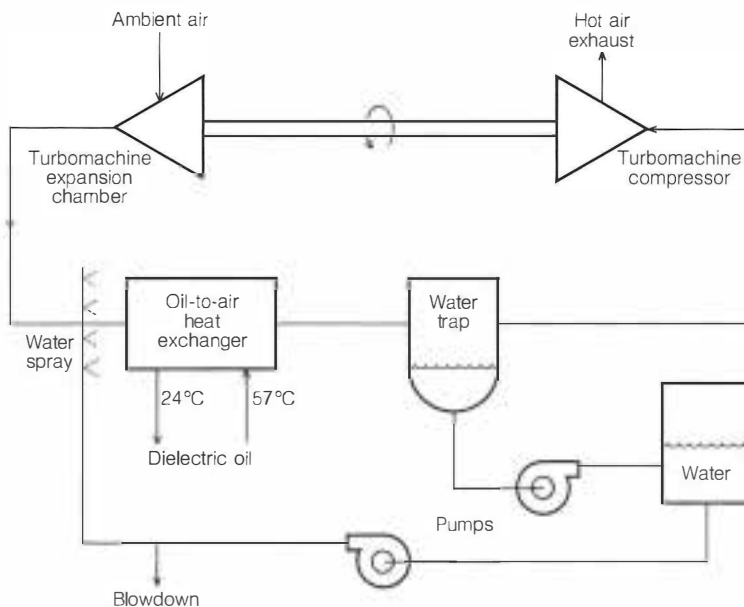 Ambient air
Hot air
exhaust
Turbomachine
expansion
chamber
Turbomachine
compressor
Oil-to-air
heat
exchanger
Water
trap
Water
spray
24°C
57°C
Dielectric oil
Water
Pumps
Blowdown